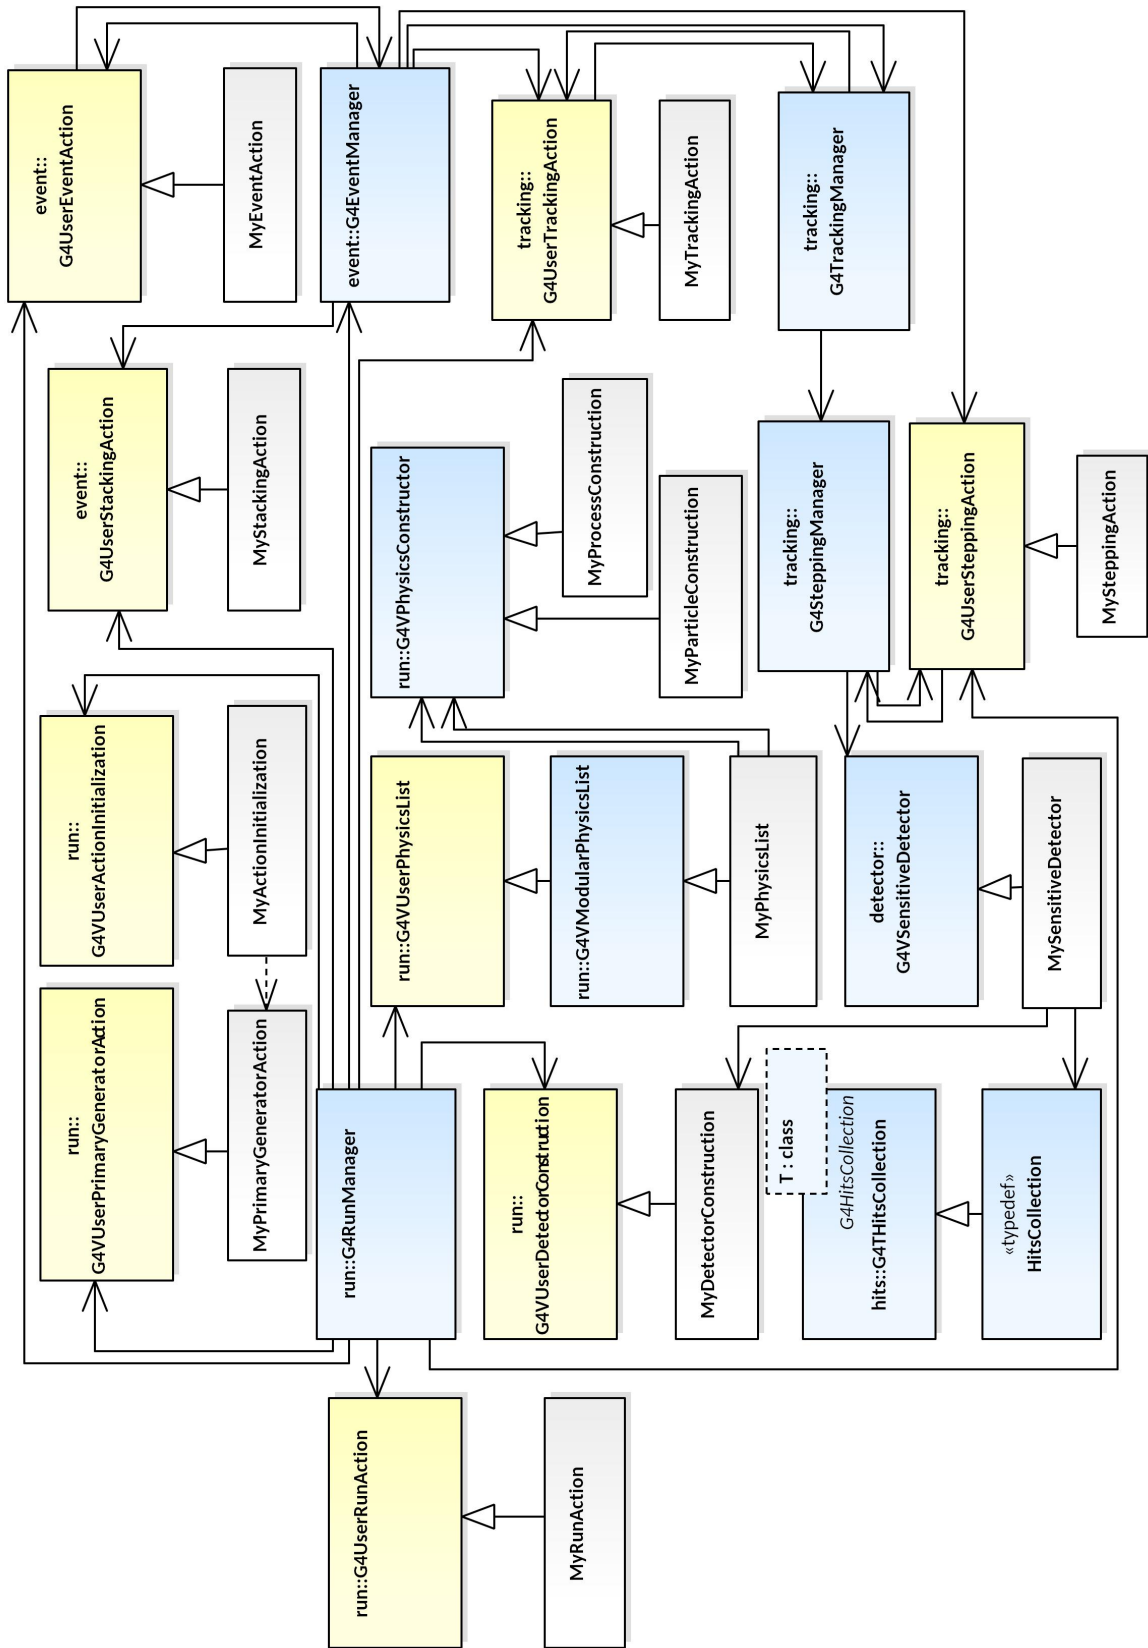 run::
G4VUserPrimaryGeneratorAction
run::
G4VUserActionInitialization
event::
G4UserStackingAction
event::
G4UserEventAction
MyPrimaryGeneratorAction
MyActionInitialization
MyStackingAction
MyEventAction
run::G4UserRunAction
run::G4RunManager
event::G4EventManager
run::G4VUserPhysicsList
run::G4VPhysicsConstructor
MyRunAction
run::
G4VUserDetectorConstruction
run::G4VModularPhysicsList
MyProcessConstruction
tracking::
G4UserTrackingAction
MyDetectorConstruction
MyPhysicsList
MyParticleConstruction
MyTrackingAction
T : class
G4HitsCollection
hits::G4THitsCollection
detector::
G4VSensitiveDetector
tracking::
G4SteppingManager
tracking::
G4TrackingManager
«typedef»
HitsCollection
MySensitiveDetector
tracking::
G4UserSteppingAction
MySteppingAction